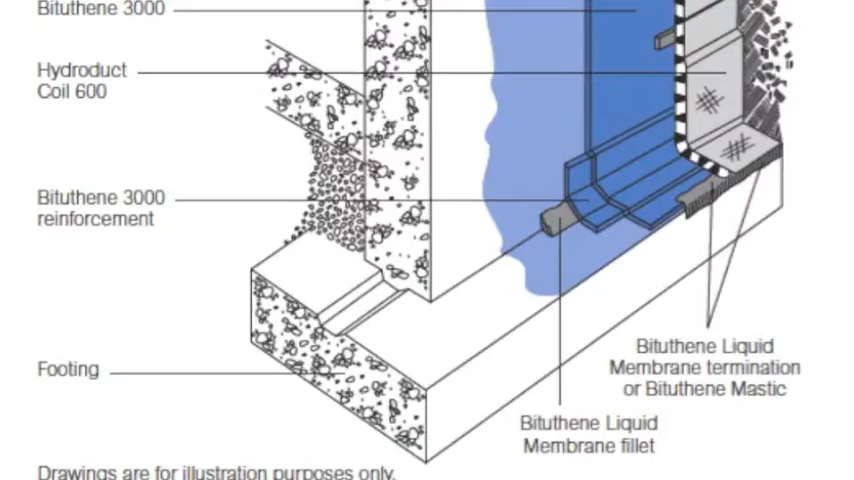 Bituthene 3000
Hydroduct
Coil 600
Bituthene 3000
reinforcement
Footing
Bituthene Liquid
Membrane termination
or Bituthene Mastic
Bituthene Liquid
Membrane fillet
Drawings are for illustration purposes only.